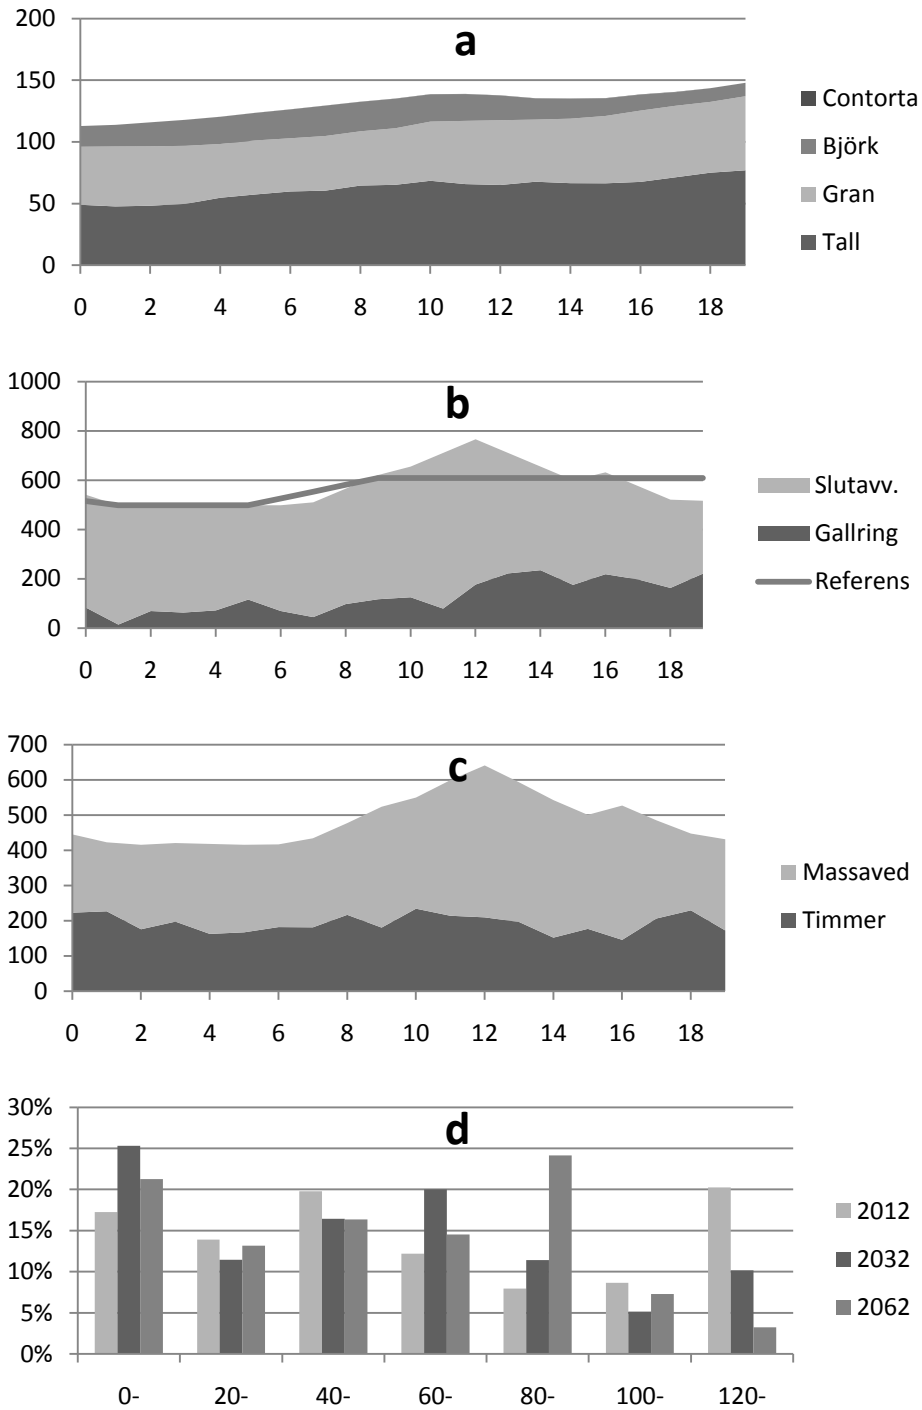 a
200
150
100
50
0
0 2 4 6 8 10 12 14 16 18
Contorta
Björk
Gran
Tall
b
1000
800
600
400
200
0
0 2 4 6 8 10 12 14 16 18
Slutavv.
Gallring
Referens
c
700
600
500
400
300
200
100
0
0 2 4 6 8 10 12 14 16 18
Massaved
Timmer
d
30%
25%
20%
15%
10%
5%
0%
0- 20- 40- 60- 80- 100- 120-
2012
2032
2062